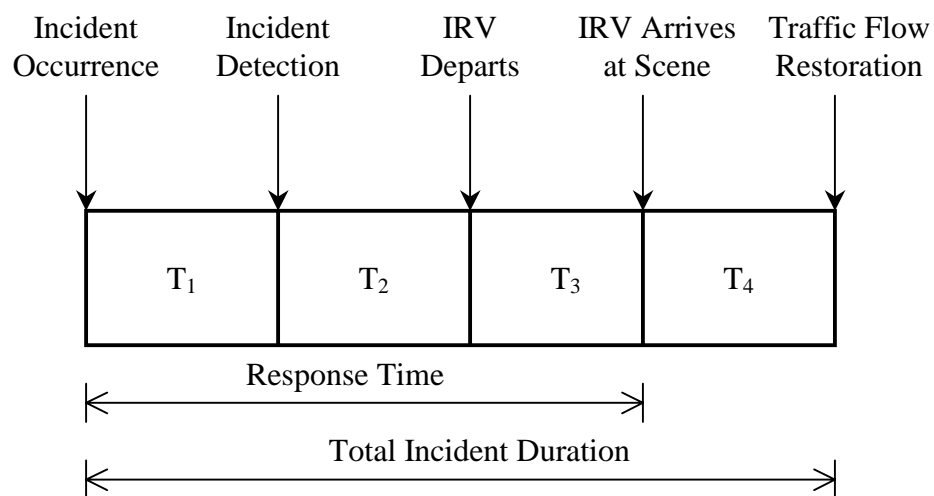 Incident
Occurrence
Incident
Detection
IRV
Departs
IRV Arrives
at Scene
Traffic Flow
Restoration
T1
T2
T3
T4
Response Time
Total Incident Duration